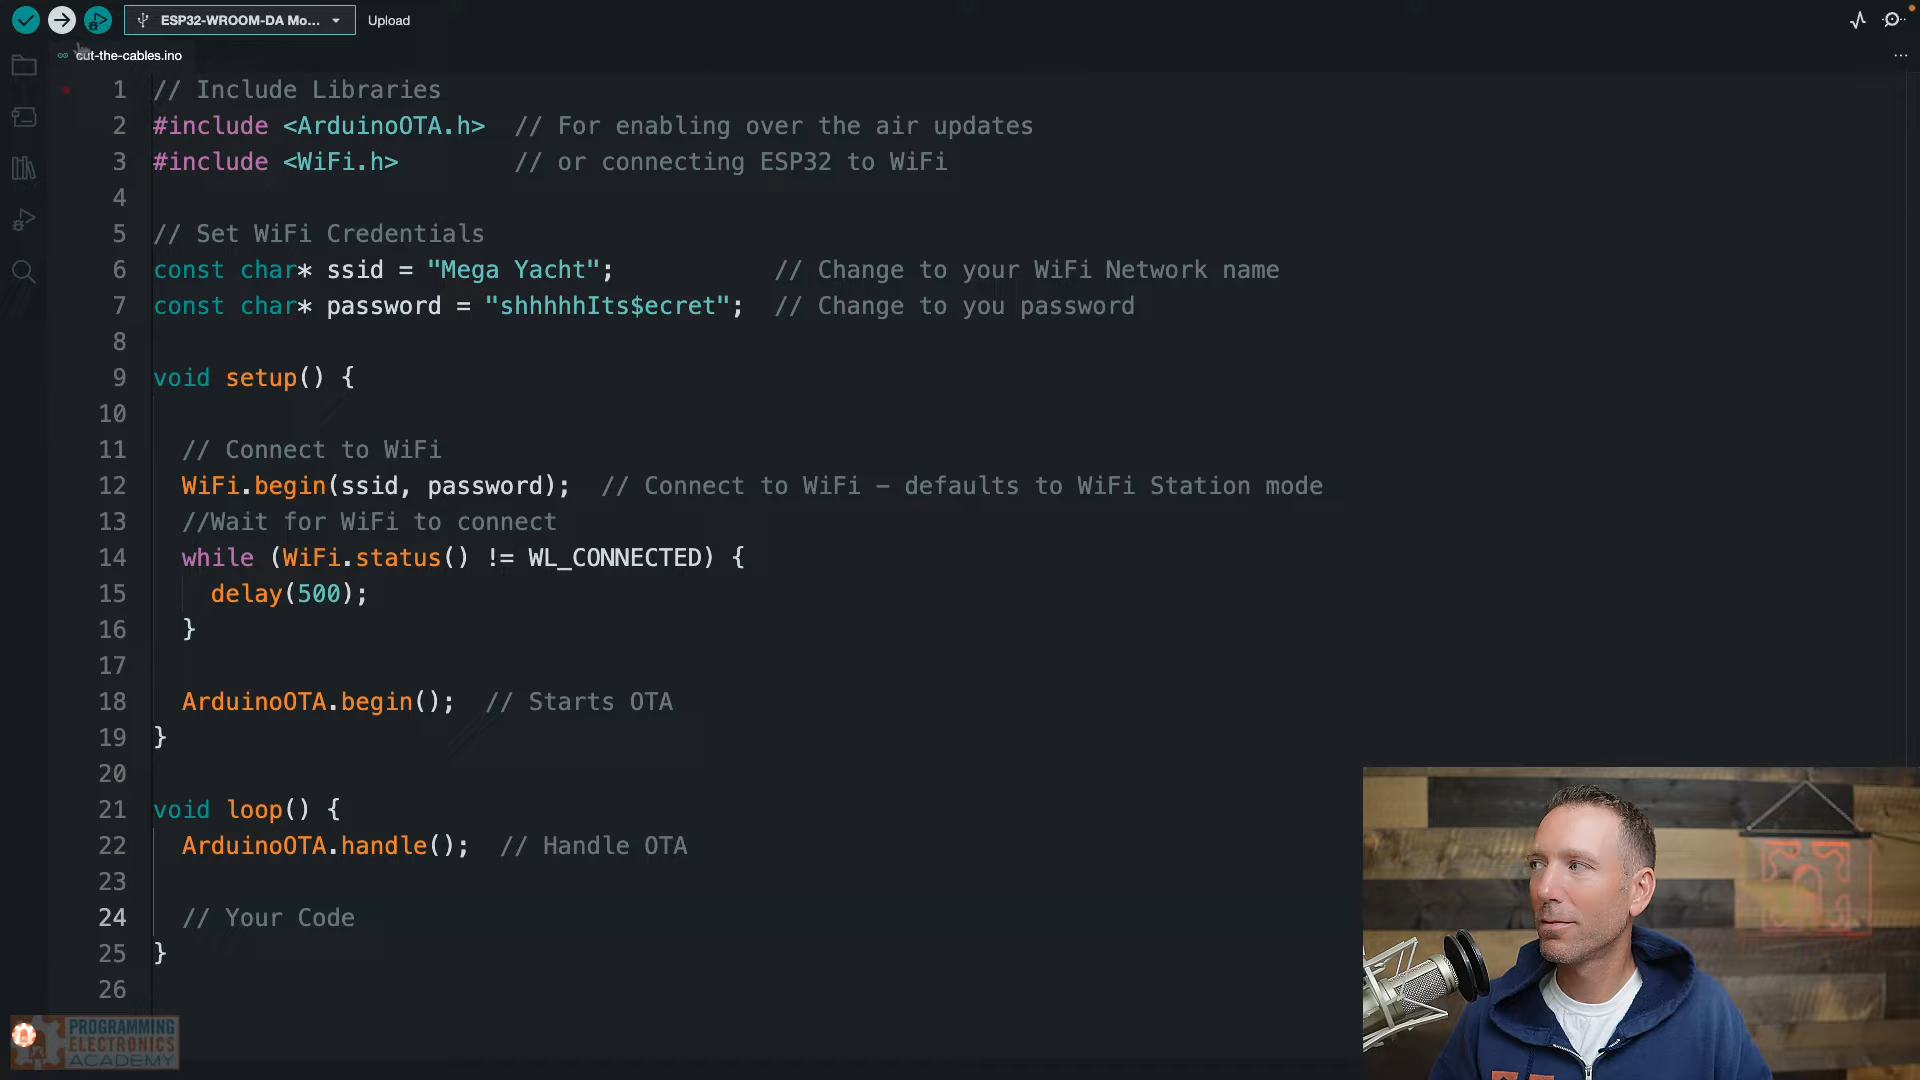 ESP32-WROOM-DA Mo... Upload
cut-the-cables.ino
1 // Include Libraries
2 #include <ArduinoOTA.h>  // For enabling over the air updates
3 #include <WiFi.h>        // or connecting ESP32 to WiFi
4
5 // Set WiFi Credentials
6 const char* ssid = "Mega Yacht";           // Change to your WiFi Network name
7 const char* password = "shhhhhIts$ecret";  // Change to you password
8
9 void setup() {
10
11   // Connect to WiFi
12   WiFi.begin(ssid, password);  // Connect to WiFi – defaults to WiFi Station mode
13   //Wait for WiFi to connect
14   while (WiFi.status() != WL_CONNECTED) {
15     delay(500);
16   }
17
18   ArduinoOTA.begin();  // Starts OTA
19 }
20
21 void loop() {
22   ArduinoOTA.handle();  // Handle OTA
23
24   // Your Code
25 }
26
PROGRAMMING
ELECTRONICS
ACADEMY